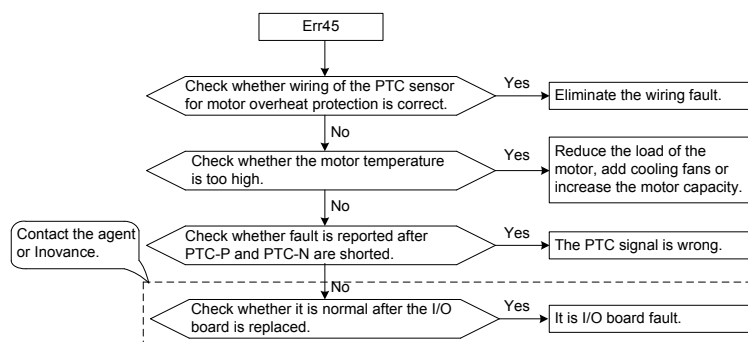 Err45
Check whether wiring of the PTC sensor
for motor overheat protection is correct.
Yes
Eliminate the wiring fault.
No
Check whether the motor temperature
is too high.
Yes
Reduce the load of the
motor, add cooling fans or
increase the motor capacity.
No
Contact the agent
or Inovance.
Check whether fault is reported after
PTC-P and PTC-N are shorted.
Yes
The PTC signal is wrong.
No
Check whether it is normal after the I/O
board is replaced.
Yes
It is I/O board fault.